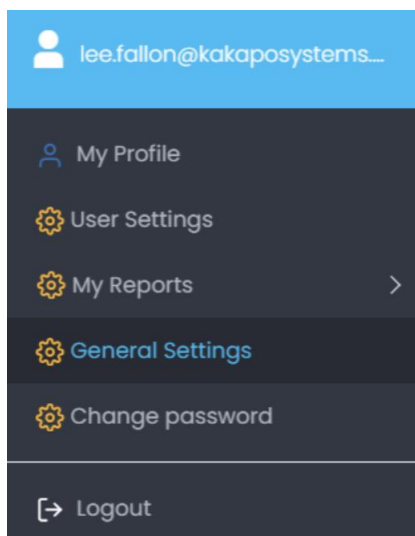 lee.fallon@kakaposystems....
My Profile
User Settings
My Reports
General Settings
Change password
Logout